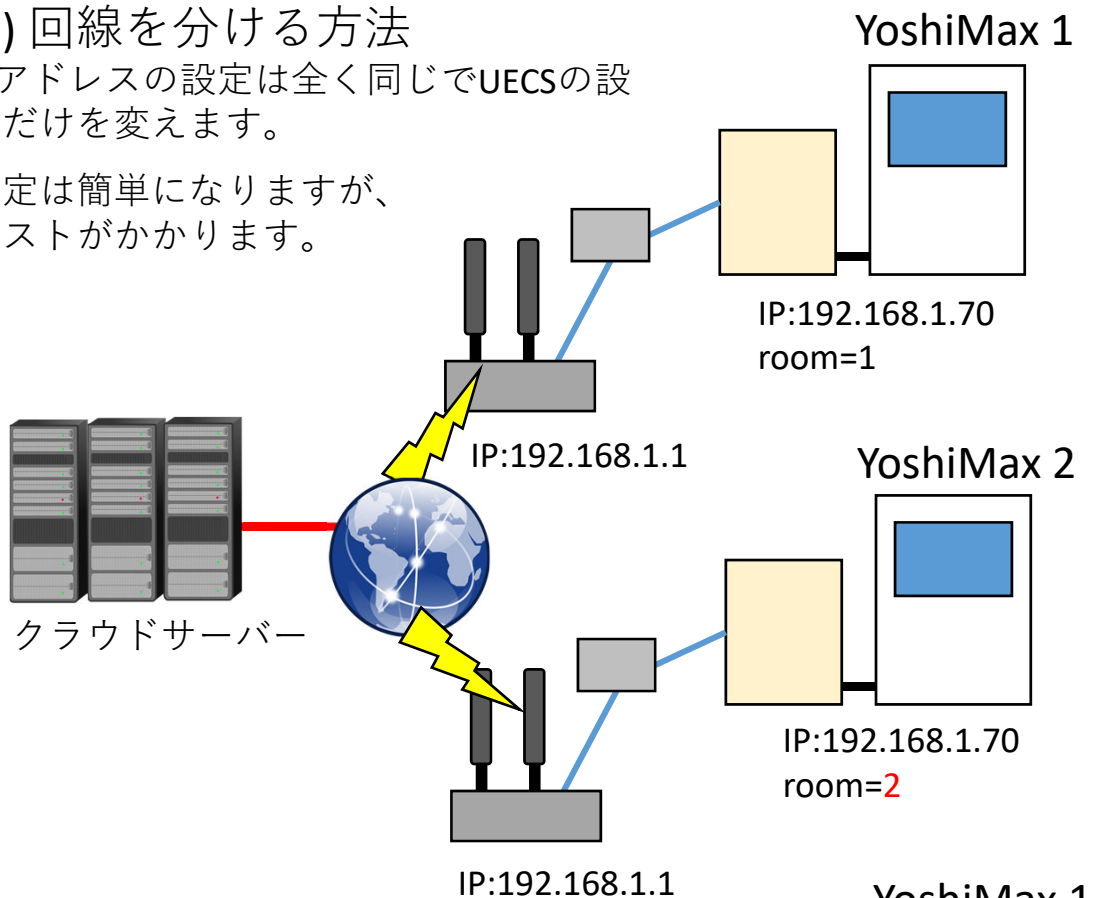 ) 回線を分ける方法
アドレスの設定は全く同じでUECSの設
だけを変えます。
定は簡単になりますが、
ストがかかります。
YoshiMax 1
IP:192.168.1.70
room=1
IP:192.168.1.1
YoshiMax 2
クラウドサーバー
IP:192.168.1.70
room=2
IP:192.168.1.1
YoshiMax 1